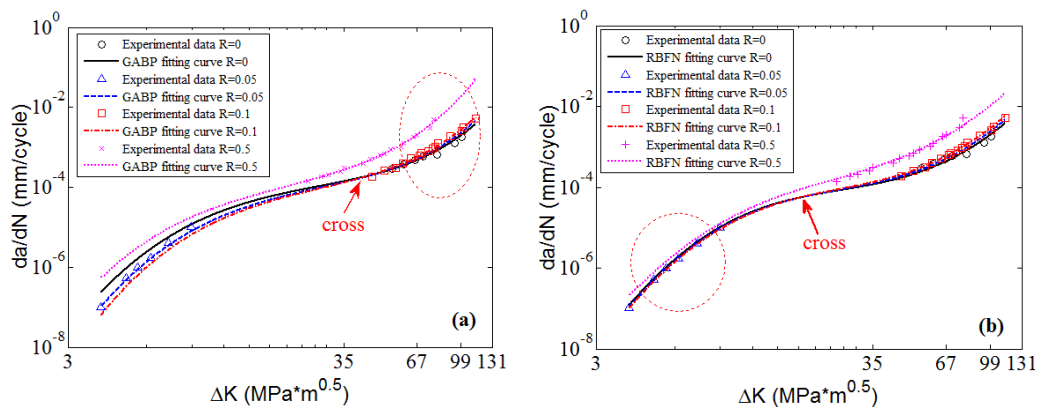 10^0
10^-2
10^-4
10^-6
10^-8
da/dN (mm/cycle)
Experimental data R=0
GABP fitting curve R=0
Experimental data R=0.05
GABP fitting curve R=0.05
Experimental data R=0.1
GABP fitting curve R=0.1
Experimental data R=0.5
GABP fitting curve R=0.5
cross
(a)
3
35
67
99
131
ΔK (MPa*m^0.5)
10^0
10^-2
10^-4
10^-6
10^-8
da/dN (mm/cycle)
Experimental data R=0
RBFN fitting curve R=0
Experimental data R=0.05
RBFN fitting curve R=0.05
Experimental data R=0.1
RBFN fitting curve R=0.1
Experimental data R=0.5
RBFN fitting curve R=0.5
cross
(b)
3
35
67
99
131
ΔK (MPa*m^0.5)